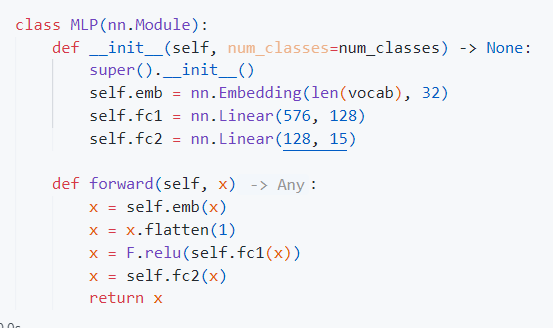 class MLP(nn.Module):
    def __init__(self, num_classes=num_classes) -> None:
        super().__init__()
        self.emb = nn.Embedding(len(vocab), 32)
        self.fc1 = nn.Linear(576, 128)
        self.fc2 = nn.Linear(128, 15)
    def forward(self, x) -> Any:
        x = self.emb(x)
        x = x.flatten(1)
        x = F.relu(self.fc1(x))
        x = self.fc2(x)
        return x